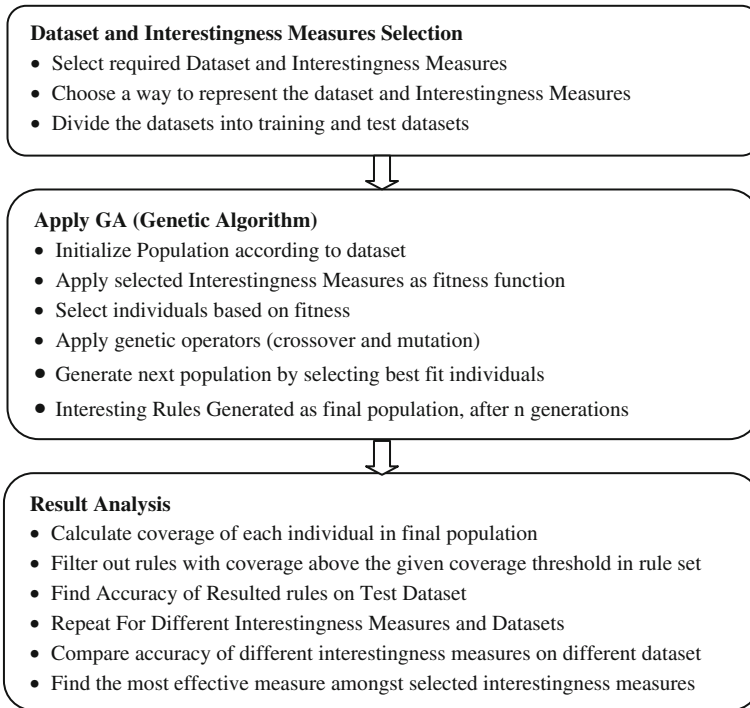 Dataset and Interestingness Measures Selection
• Select required Dataset and Interestingness Measures
• Choose a way to represent the dataset and Interestingness Measures
• Divide the datasets into training and test datasets
Apply GA (Genetic Algorithm)
• Initialize Population according to dataset
• Apply selected Interestingness Measures as fitness function
• Select individuals based on fitness
• Apply genetic operators (crossover and mutation)
• Generate next population by selecting best fit individuals
• Interesting Rules Generated as final population, after n generations
Result Analysis
• Calculate coverage of each individual in final population
• Filter out rules with coverage above the given coverage threshold in rule set
• Find Accuracy of Resulted rules on Test Dataset
• Repeat For Different Interestingness Measures and Datasets
• Compare accuracy of different interestingness measures on different dataset
• Find the most effective measure amongst selected interestingness measures